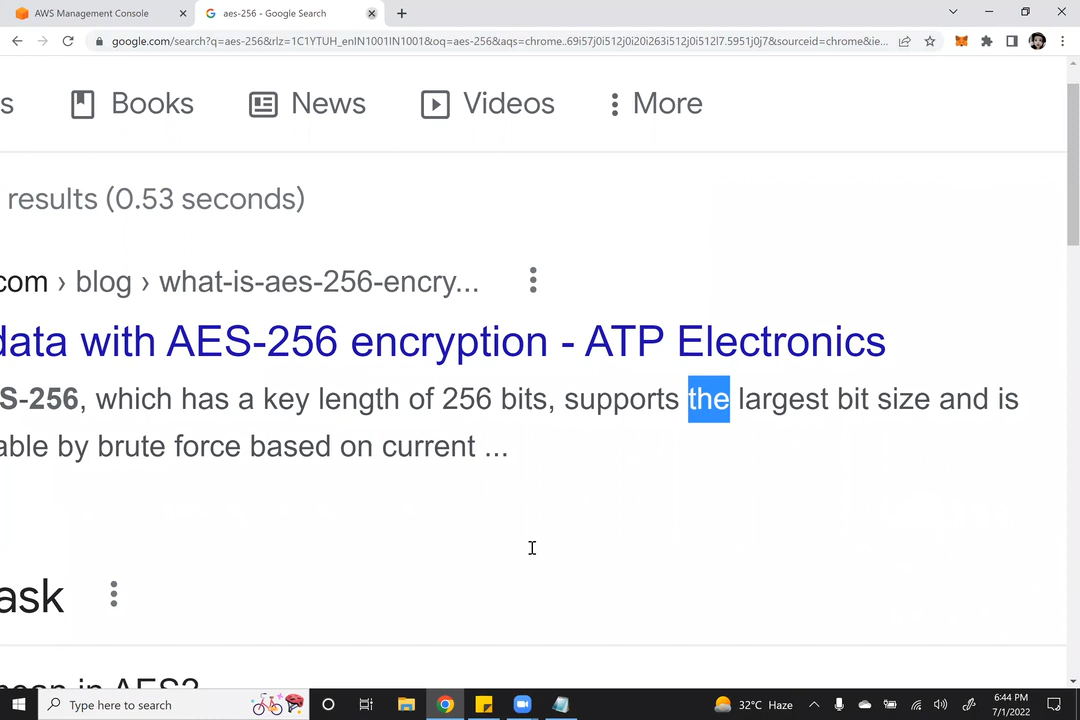 AWS Management Console
aes-256 - Google Search
google.com/search?q=aes-256&rlz=1C1YTUH_enIN1001IN1001&oq=aes-256&aqs=chrome..69i57j0i512j0i20i263i512j0i512l7.5951j0j7&sourceid=chrome&ie...
s Books News Videos More
results (0.53 seconds)
com › blog › what-is-aes-256-encry...
data with AES-256 encryption - ATP Electronics
S-256, which has a key length of 256 bits, supports the largest bit size and is
able by brute force based on current ...
ask
mean in AES?
Type here to search
32°C Haze
6:44 PM
7/1/2022